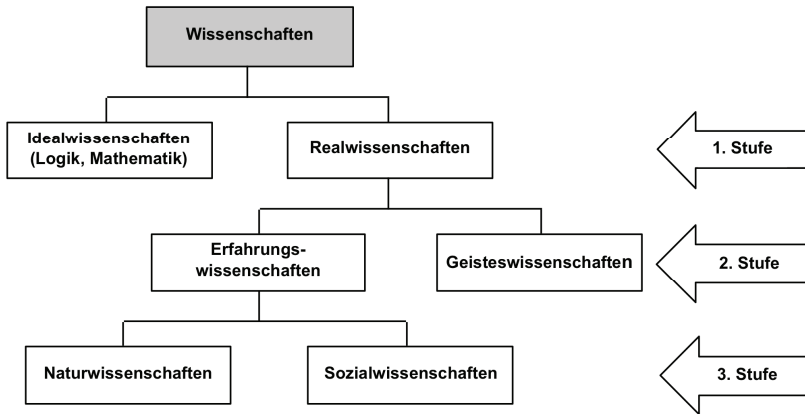 Wissenschaften
Idealwissenschaften
(Logik, Mathematik)
Realwissenschaften
1. Stufe
Erfahrungs-
wissenschaften
Geisteswissenschaften
2. Stufe
Naturwissenschaften
Sozialwissenschaften
3. Stufe